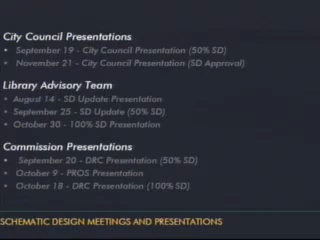 City Council Presentations
• September 19 - City Council Presentation (50% SD)
• November 21 - City Council Presentation (SD Approval)
Library Advisory Team
• August 14 - SD Update Presentation
• September 25 - SD Update (50% SD)
• October 30 - 100% SD Presentation
Commission Presentations
• September 20 - DRC Presentation (50% SD)
• October 9 - PROS Presentation
• October 18 - DRC Presentation (100% SD)
SCHEMATIC DESIGN MEETINGS AND PRESENTATIONS